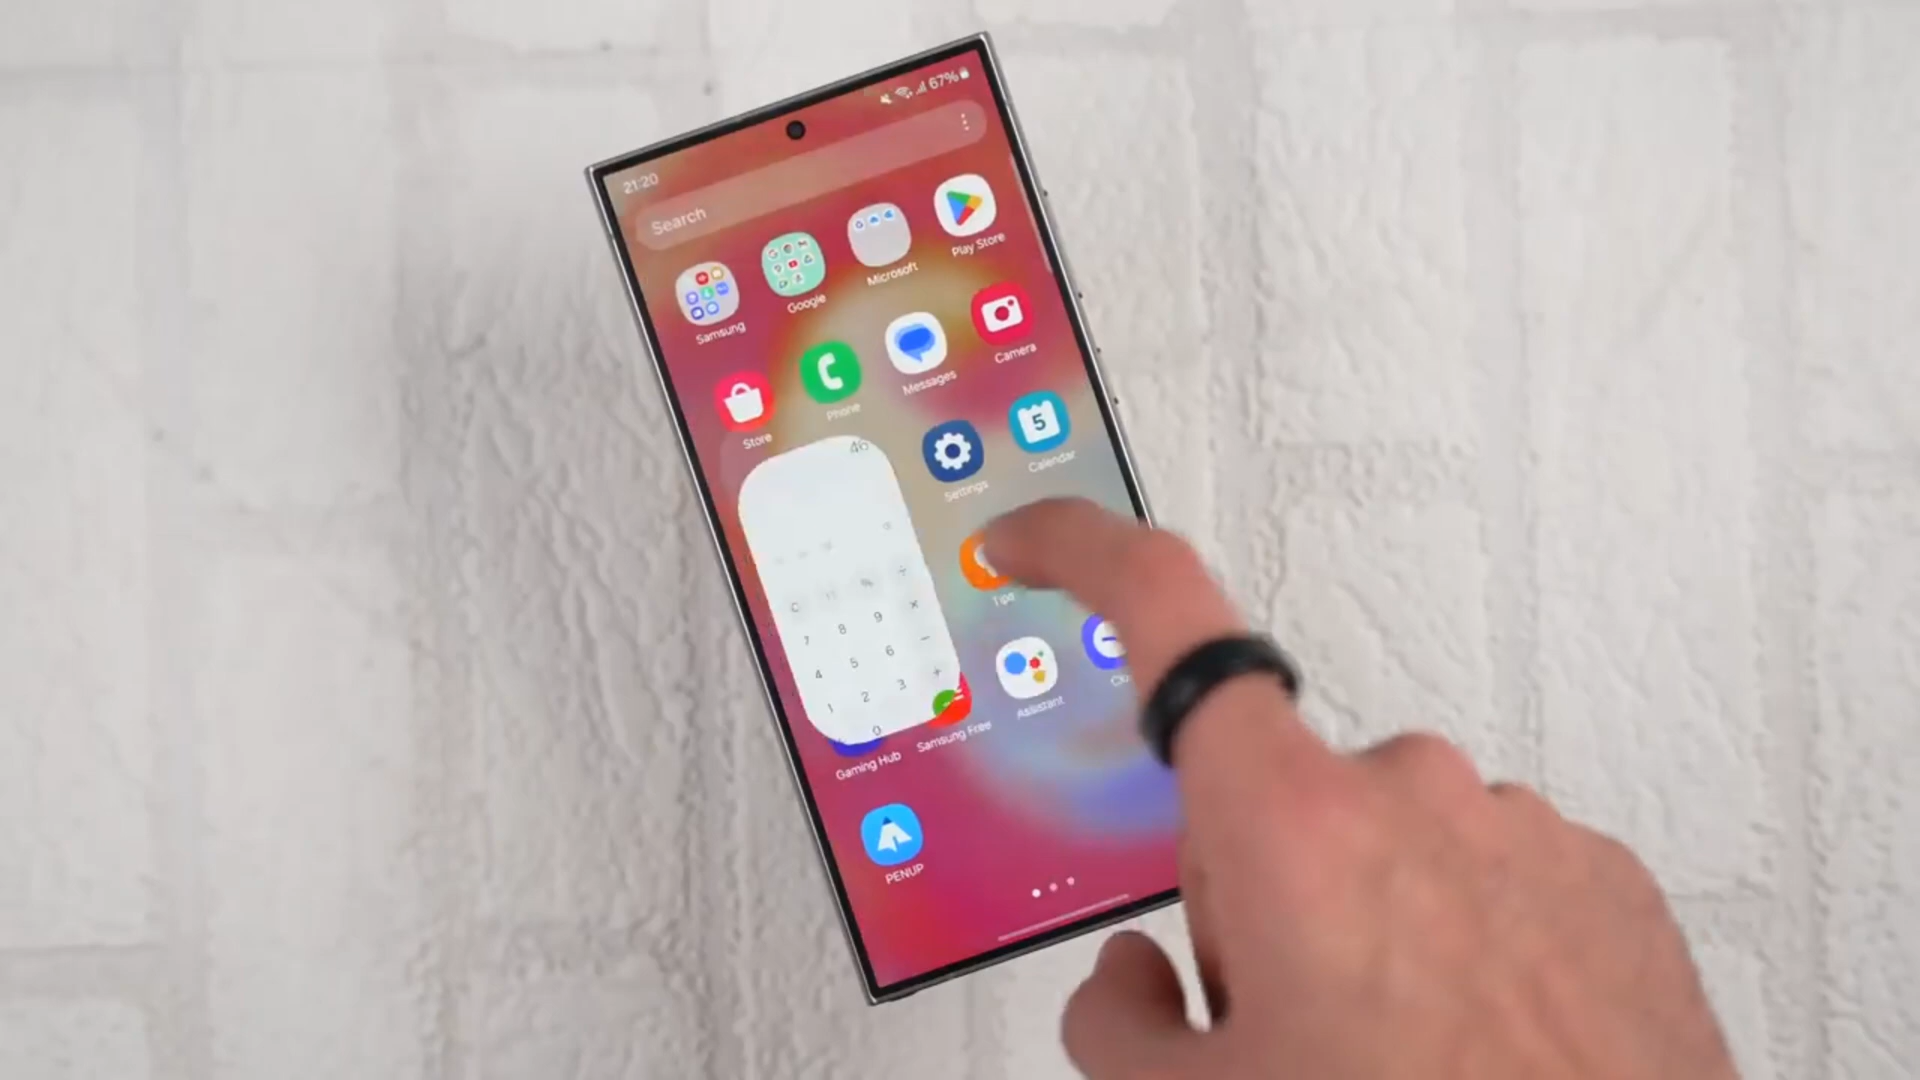 67%
21:20
Search
Samsung
Google
Microsoft
Play Store
Store
Phone
Messages
Camera
46
Settings
5
Calendar
Tips
C
%
÷
7 8 9 ×
4 5 6 −
1 2 3 +
0
Gaming Hub
Samsung Free
Assistant
PENUP